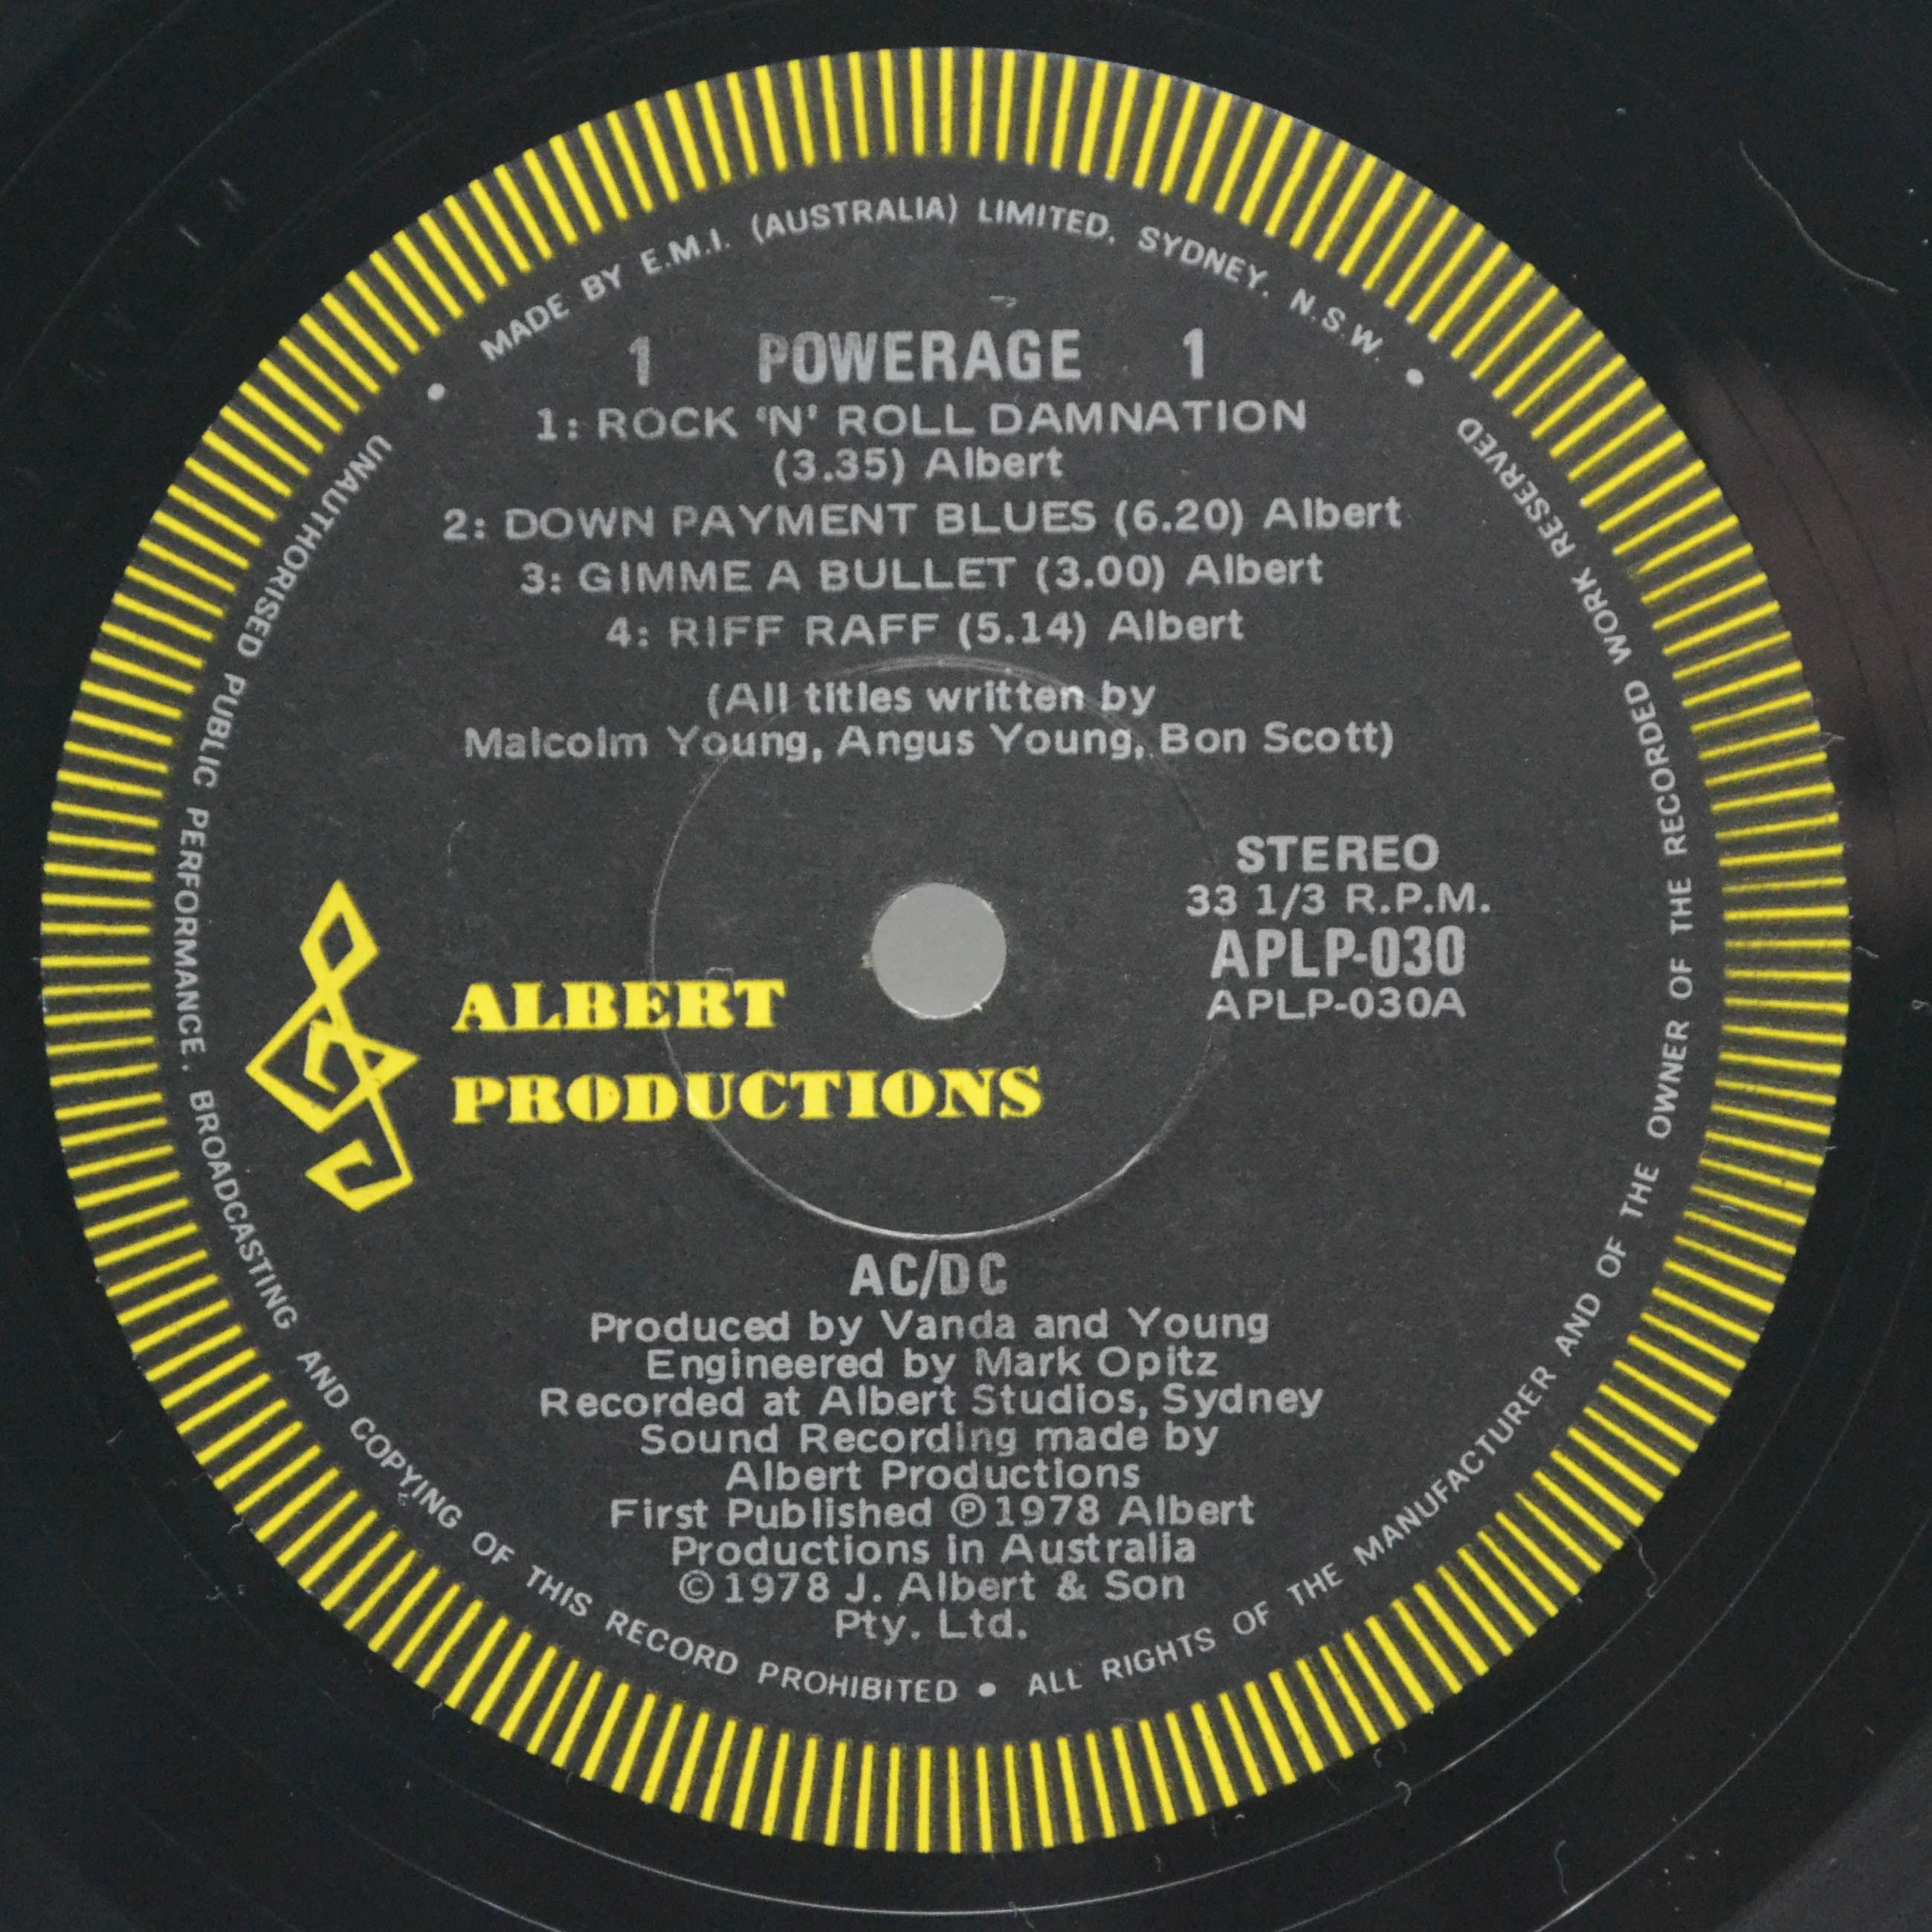 MADE BY E.M.I. (AUSTRALIA) LIMITED. SYDNEY. N.S.W. •
1 POWERAGE 1
1: ROCK 'N' ROLL DAMNATION
(3.35) Albert
2: DOWN PAYMENT BLUES (6.20) Albert
3: GIMME A BULLET (3.00) Albert
4: RIFF RAFF (5.14) Albert
(All titles written by
Malcolm Young, Angus Young, Bon Scott)
STEREO
33 1/3 R.P.M.
APLP-030
APLP-030A
ALBERT
PRODUCTIONS
AC/DC
Produced by Vanda and Young
Engineered by Mark Opitz
Recorded at Albert Studios, Sydney
Sound Recording made by
Albert Productions
First Published ℗1978 Albert
Productions in Australia
©1978 J. Albert & Son
Pty. Ltd.
• UNAUTHORISED PUBLIC PERFORMANCE. BROADCASTING AND COPYING OF THIS RECORD PROHIBITED • ALL RIGHTS OF THE MANUFACTURER AND OF THE OWNER OF THE RECORDED WORK RESERVED